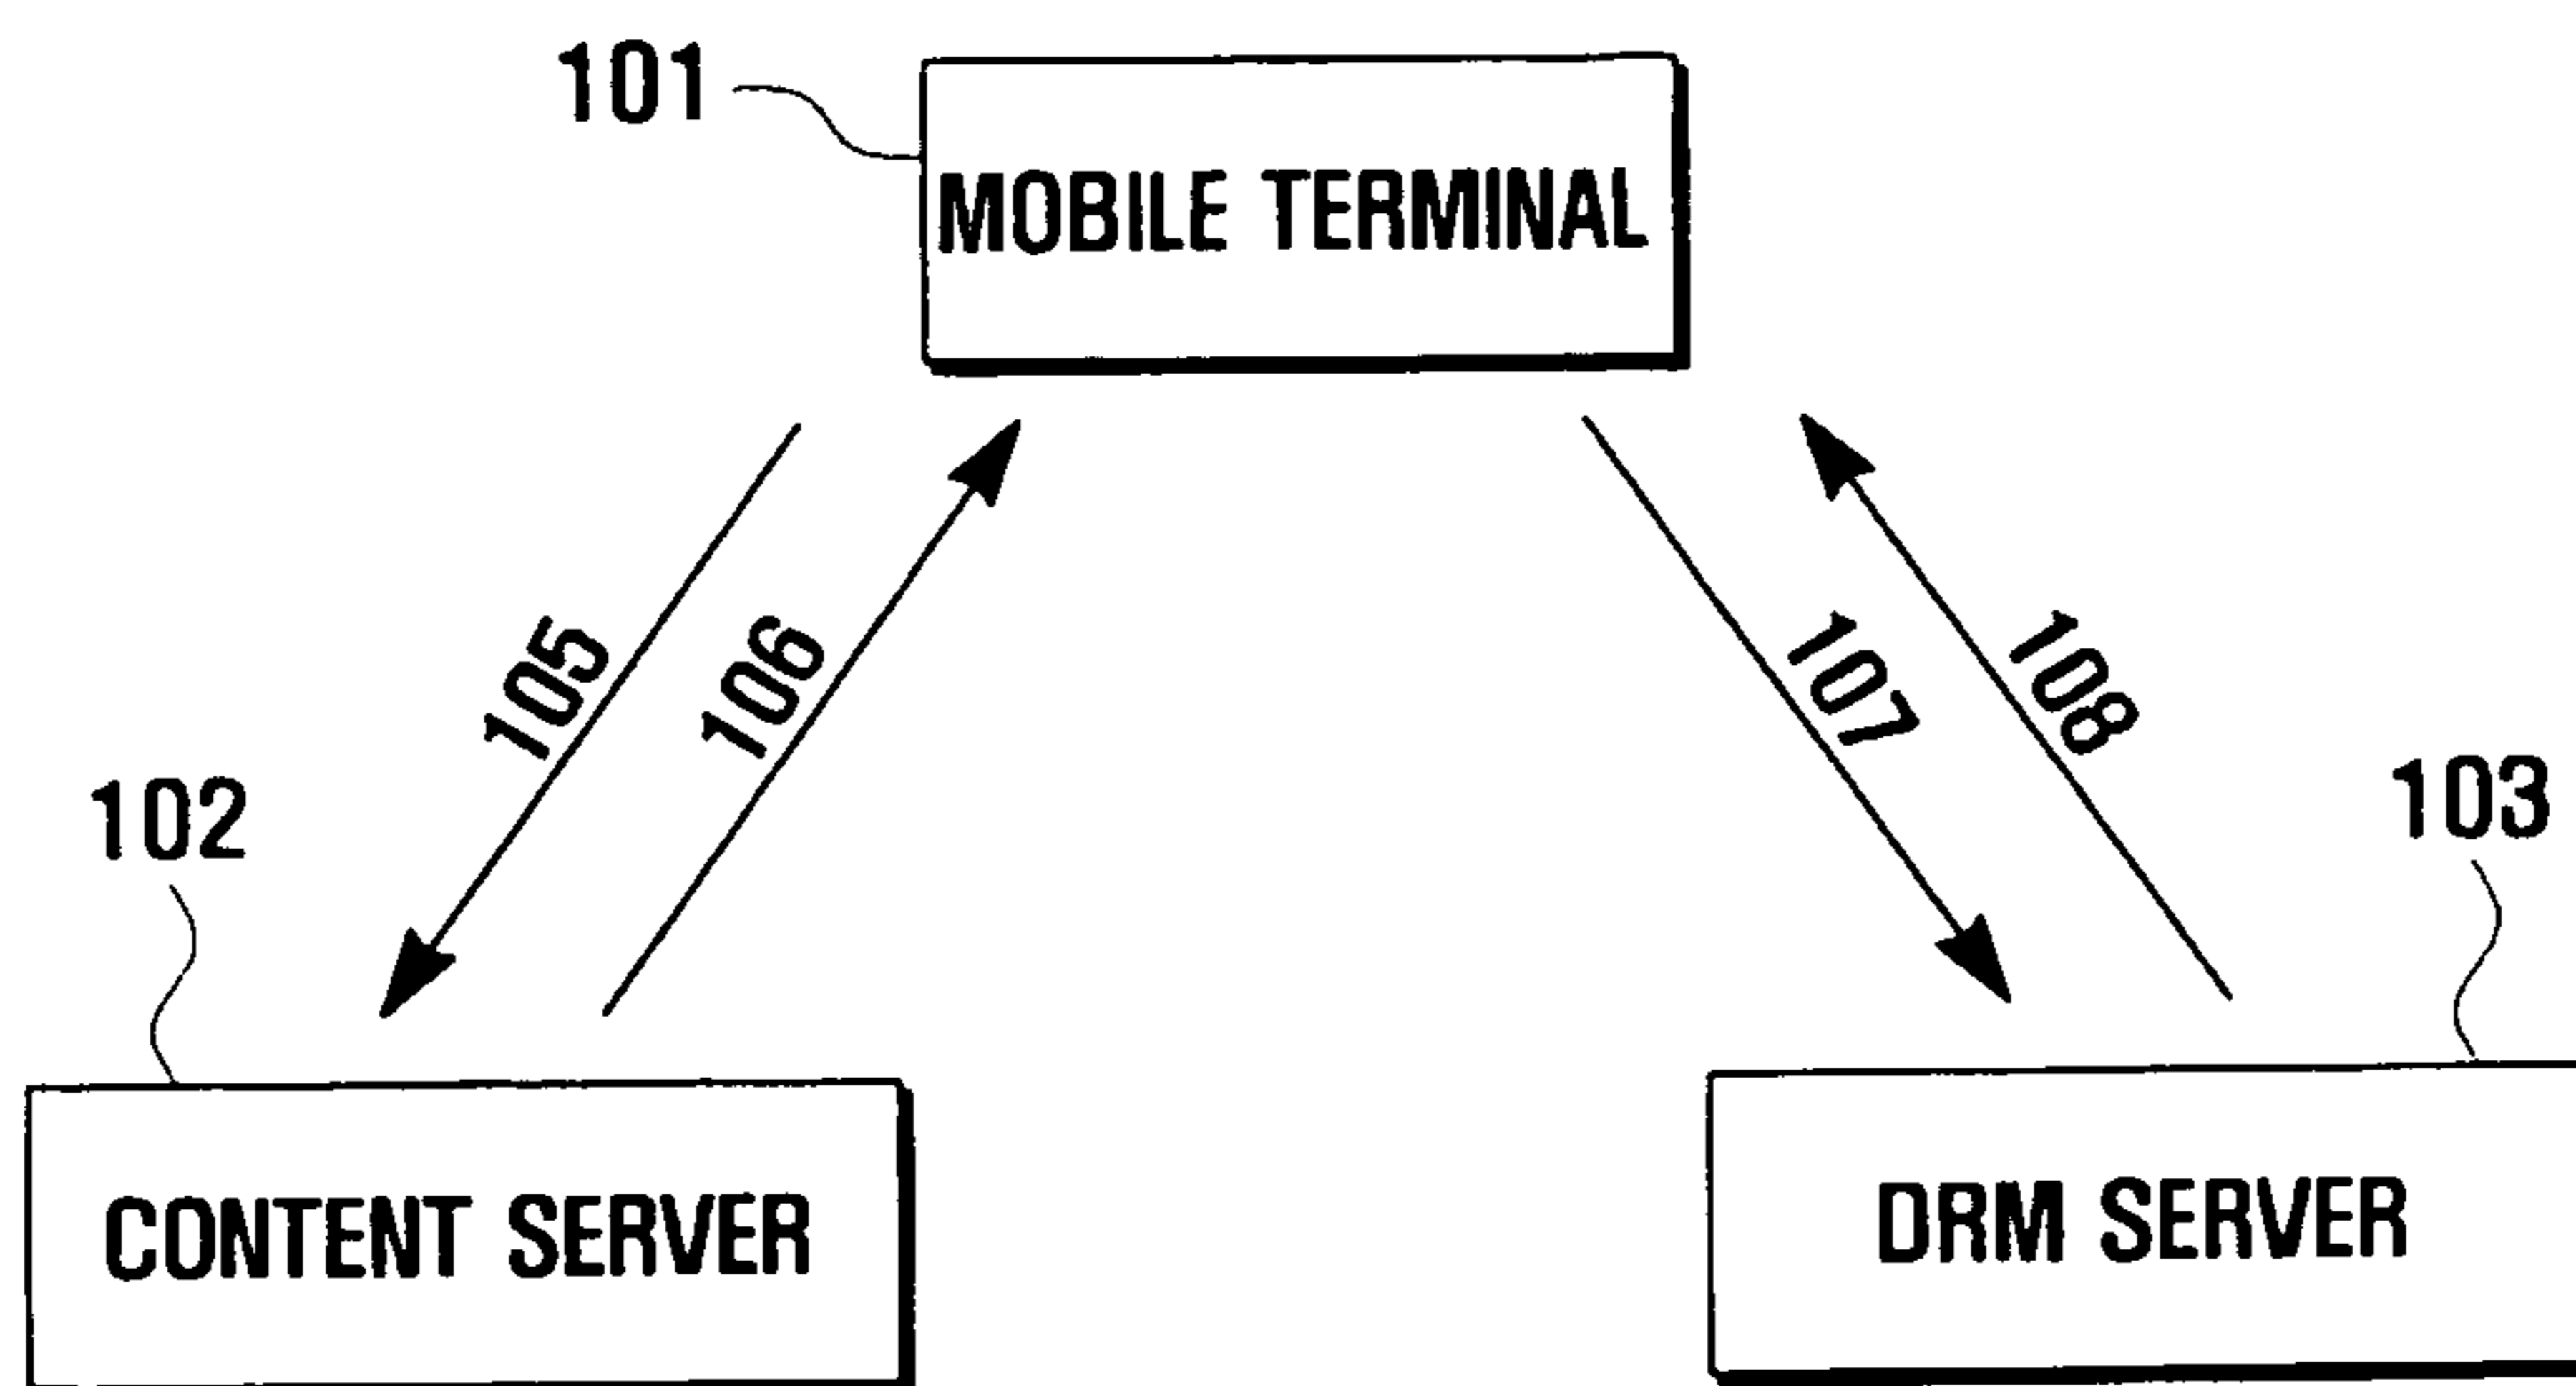 101
MOBILE TERMINAL
105
106
107
108
102
103
CONTENT SERVER
DRM SERVER